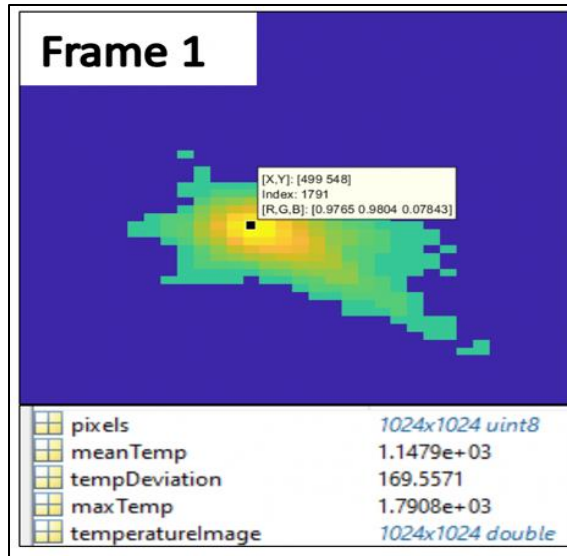 Frame 1
[X,Y]: [499 548]
Index: 1791
[R,G,B]: [0.9765 0.9804 0.07843]
pixels 1024x1024 uint8
meanTemp 1.1479e+03
tempDeviation 169.5571
maxTemp 1.7908e+03
temperatureImage 1024x1024 double